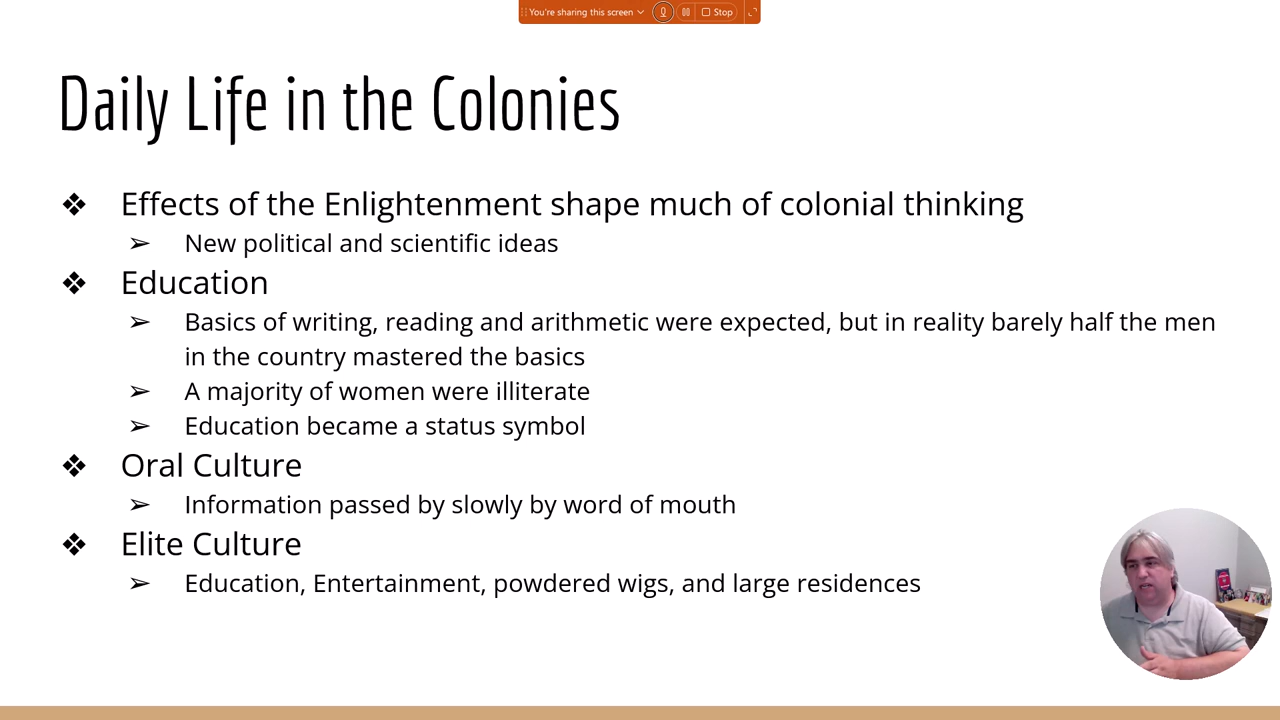 You're sharing this screen
Stop
Daily Life in the Colonies
❖ Effects of the Enlightenment shape much of colonial thinking
➢ New political and scientific ideas
❖ Education
➢ Basics of writing, reading and arithmetic were expected, but in reality barely half the men
in the country mastered the basics
➢ A majority of women were illiterate
➢ Education became a status symbol
❖ Oral Culture
➢ Information passed by slowly by word of mouth
❖ Elite Culture
➢ Education, Entertainment, powdered wigs, and large residences